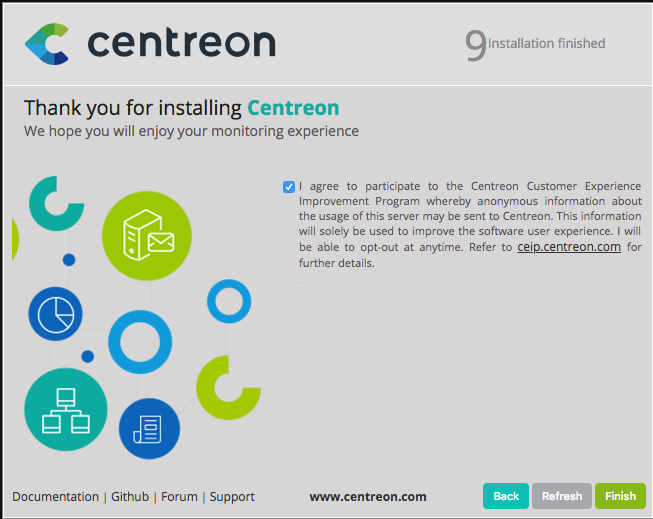 centreon
9 Installation finished
Thank you for installing Centreon
We hope you will enjoy your monitoring experience
I agree to participate to the Centreon Customer Experience
Improvement Program whereby anonymous information about
the usage of this server may be sent to Centreon. This information
will solely be used to improve the software user experience. I will
be able to opt-out at anytime. Refer to ceip.centreon.com for
further details.
Documentation | Github | Forum | Support
www.centreon.com
Back
Refresh
Finish